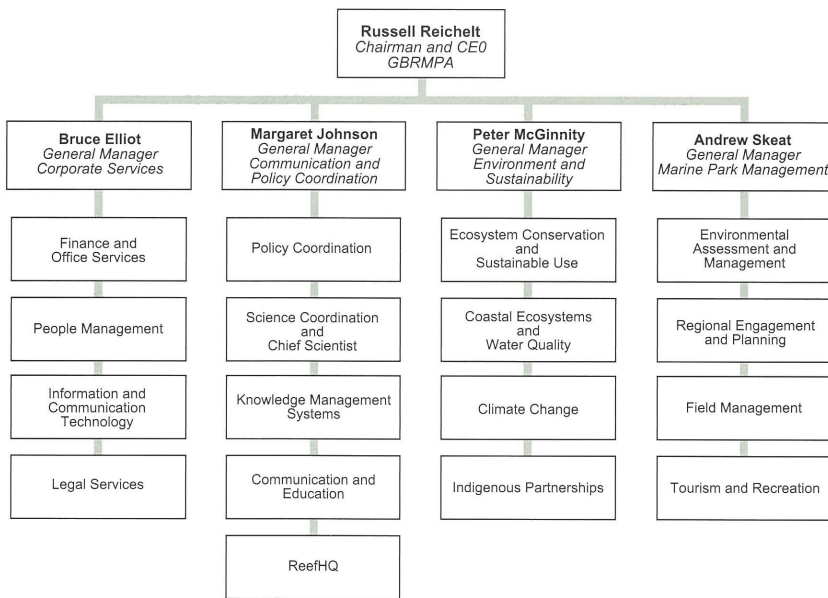 Russell Reichelt
Chairman and CE0
GBRMPA
Bruce Elliot
General Manager
Corporate Services
Margaret Johnson
General Manager
Communication and
Policy Coordination
Peter McGinnity
General Manager
Environment and
Sustainability
Andrew Skeat
General Manager
Marine Park Management
Finance and
Office Services
People Management
Information and
Communication
Technology
Legal Services
Policy Coordination
Science Coordination
and
Chief Scientist
Knowledge Management
Systems
Communication and
Education
ReefHQ
Ecosystem Conservation
and
Sustainable Use
Coastal Ecosystems
and
Water Quality
Climate Change
Indigenous Partnerships
Environmental
Assessment and
Management
Regional Engagement
and Planning
Field Management
Tourism and Recreation